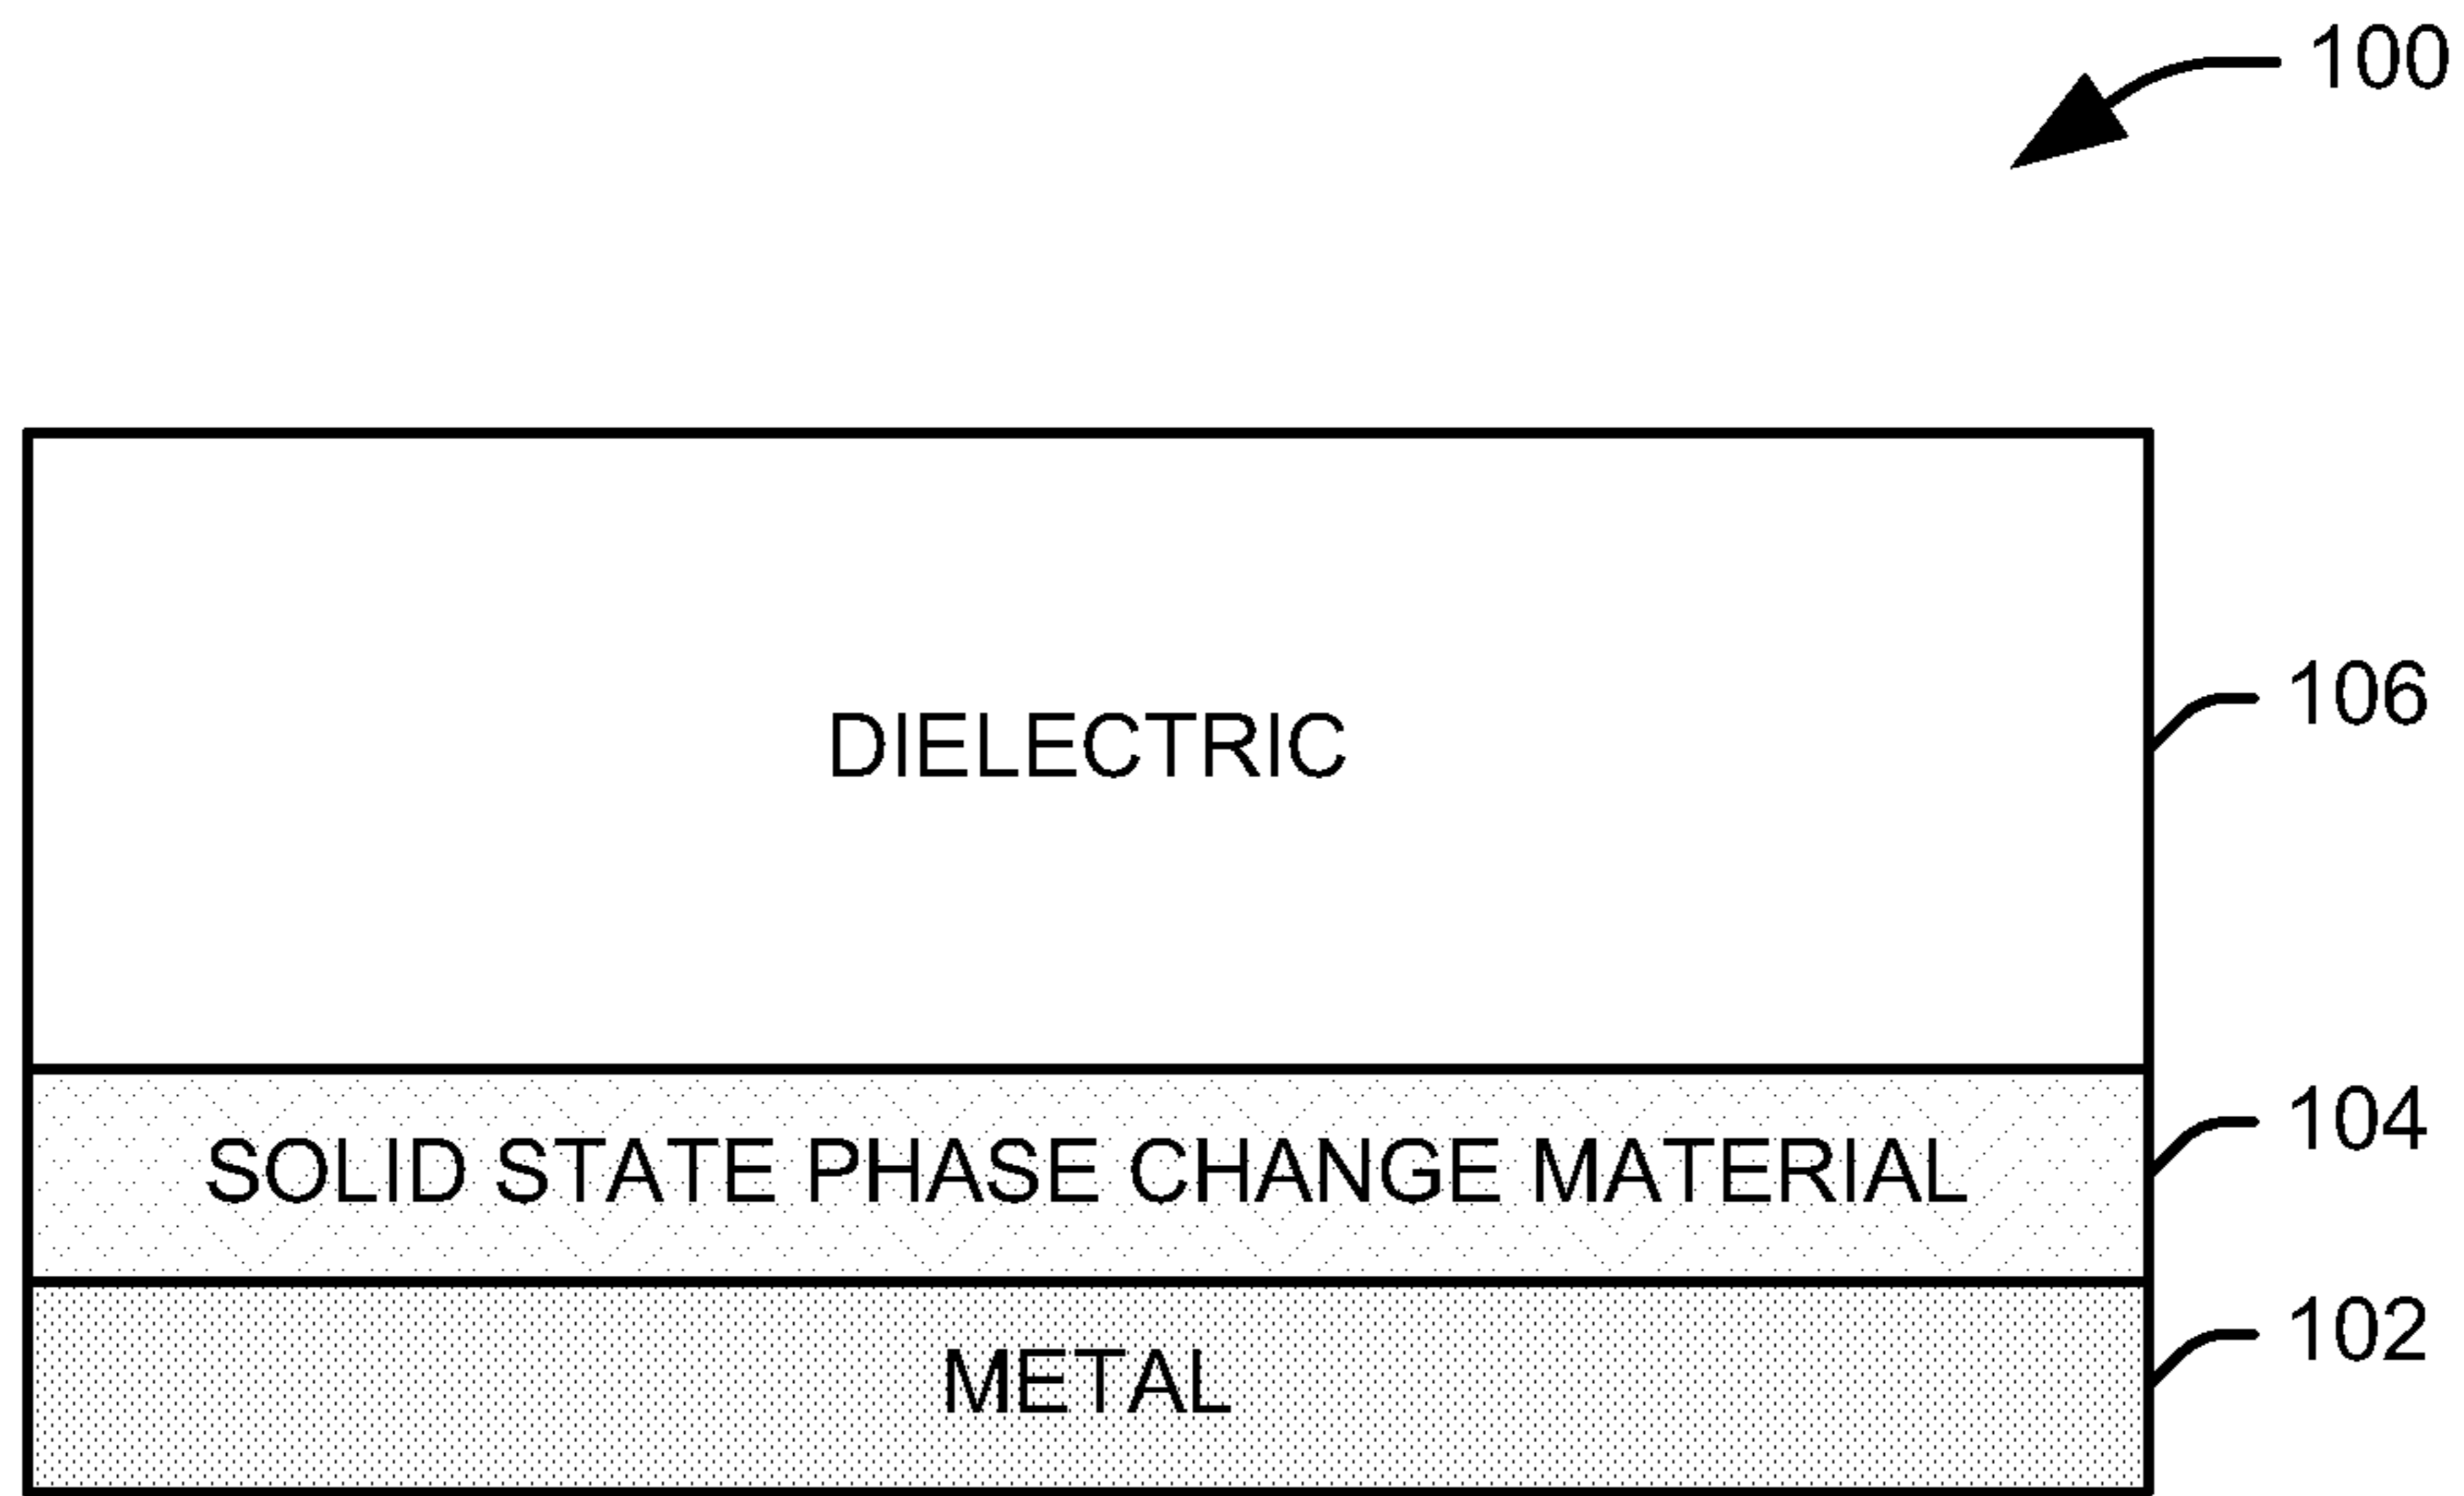 100
106
DIELECTRIC
104
SOLID STATE PHASE CHANGE MATERIAL
102
METAL